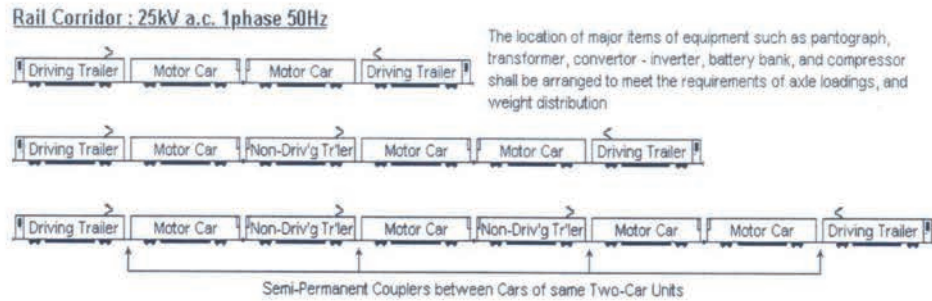 Rail Corridor : 25kV a.c. 1phase 50Hz
The location of major items of equipment such as pantograph,
transformer, convertor - inverter, battery bank, and compressor
shall be arranged to meet the requirements of axle loadings, and
weight distribution
Driving Trailer Motor Car Motor Car Driving Trailer
Driving Trailer Motor Car Non-Driv'g Tr'ler Motor Car Motor Car Driving Trailer
Driving Trailer Motor Car Non-Driv'g Tr'ler Motor Car Non-Driv'g Tr'ler Motor Car Motor Car Driving Trailer
Semi-Permanent Couplers between Cars of same Two-Car Units